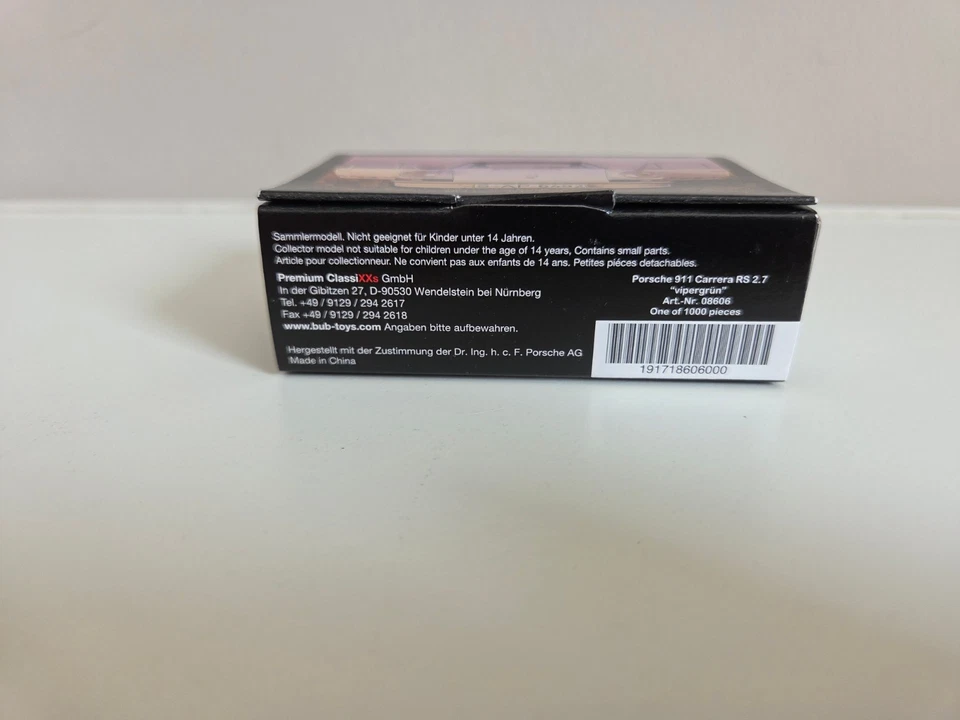 Sammlermodell. Nicht geeignet für Kinder unter 14 Jahren.
Collector model not suitable for children under the age of 14 years, Contains small parts.
Article pour collectionneur. Ne convient pas aux enfants de 14 ans. Petites piéces detachables.
Premium ClassiXXs GmbH
In der Gibitzen 27, D-90530 Wendelstein bei Nürnberg
Tel. +49 / 9129 / 294 2617
Fax +49 / 9129 / 294 2618
www.bub-toys.com Angaben bitte aufbewahren.
Hergestellt mit der Zustimmung der Dr. Ing. h. c. F. Porsche AG
Made in China
Porsche 911 Carrera RS 2.7
"vipergrün"
Art.-Nr. 08606
One of 1000 pieces
191718606000